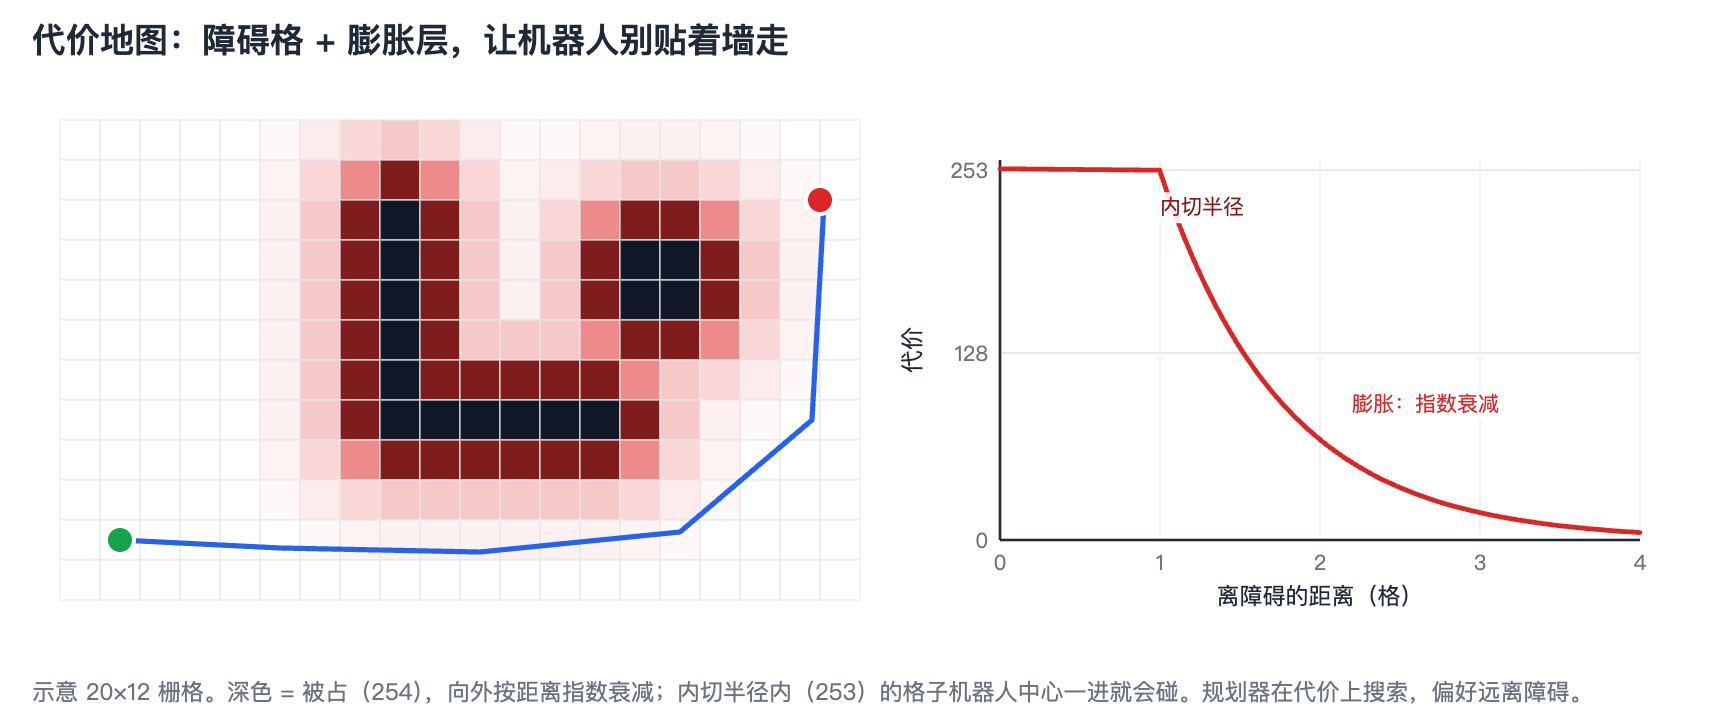 代价地图：障碍格 + 膨胀层，让机器人别贴着墙走
253
内切半径
128
代价
膨胀：指数衰减
0
0 1 2 3 4
离障碍的距离（格）
示意 20×12 栅格。深色 = 被占（254），向外按距离指数衰减；内切半径内（253）的格子机器人中心一进就会碰。规划器在代价上搜索，偏好远离障碍。